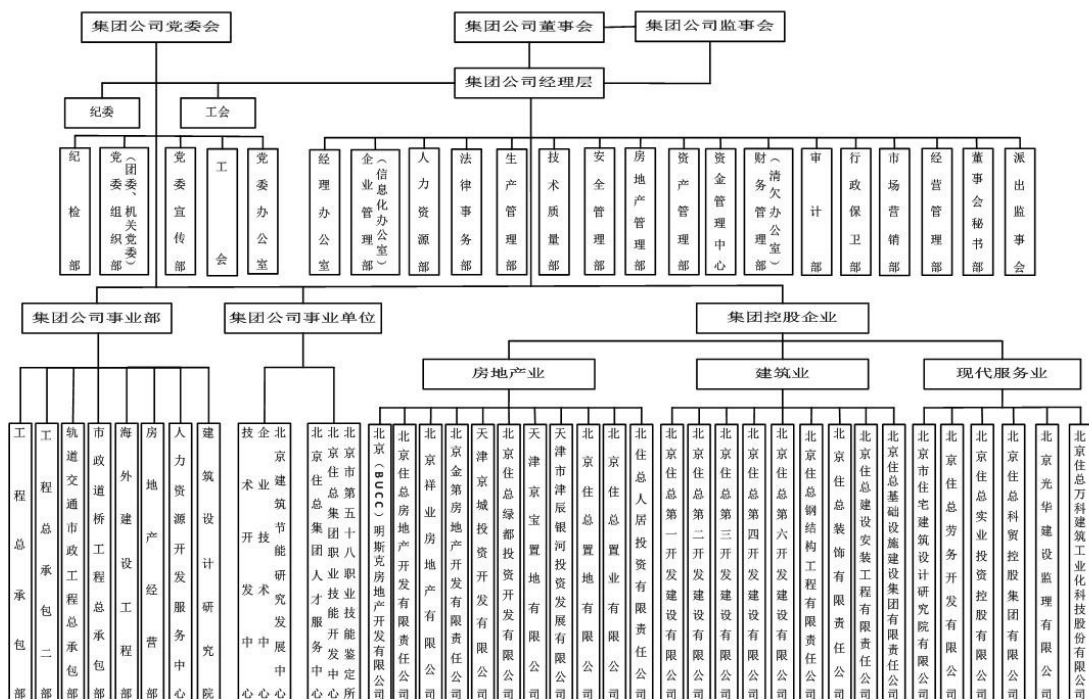 集团公司党委会
集团公司董事会
集团公司监事会
集团公司经理层
纪委
工会
纪检部
党委组织部
（团委、机关党委）
党委宣传部
工会
党委办公室
经理办公室
企业管理部
（信息化办公室）
人力资源部
法律事务部
生产管理部
技术质量部
安全管理部
房地产管理部
资产管理部
资金管理中心
财务管理部
（清欠办公室）
审计部
行政保卫部
市场营销部
经营管理部
董事会秘书部
派出监事会
集团公司事业部
集团公司事业单位
集团控股企业
房地产业
建筑业
现代服务业
工程总承包部
工程总承包二部
轨道交通市政工程总承包部
市政道桥工程总承包部
海外建设工程部
房地产经营部
人力资源开发服务中心
建筑设计研究院
技术开发中心
企业技术中心
北京建筑节能研究发展中心
北京住总集团人才服务中心
北京住总集团职业技能开发中心
北京市第五十八职业技能鉴定所
北京（BUCC）明斯克房地产开发有限公司
北京住总房地产开发有限责任公司
北京祥业房地产有限公司
北京金第房地产开发有限责任公司
天津京城投资开发有限公司
北京住总绿都投资开发有限公司
天津京宝置地有限公司
天津市津辰银河投资发展有限公司
北京住总置地有限公司
北京住总置业有限公司
北住总人居投资有限责任公司
北京住总第一开发建设有限公司
北京住总第二开发建设有限公司
北京住总第三开发建设有限公司
北京住总第四开发建设有限公司
北京住总第六开发建设有限公司
北京住总钢结构工程有限责任公司
北京住总装饰有限责任公司
北京住总建设安装工程有限责任公司
北京住总基础设施建设集团有限责任公司
北京市住宅建筑设计研究院有限公司
北京住总劳务开发有限公司
北京住总实业投资控股有限公司
北京住总科贸控股集团有限公司
北京光华建设监理有限公司
北京住总万科建筑工业化科技股份有限公司